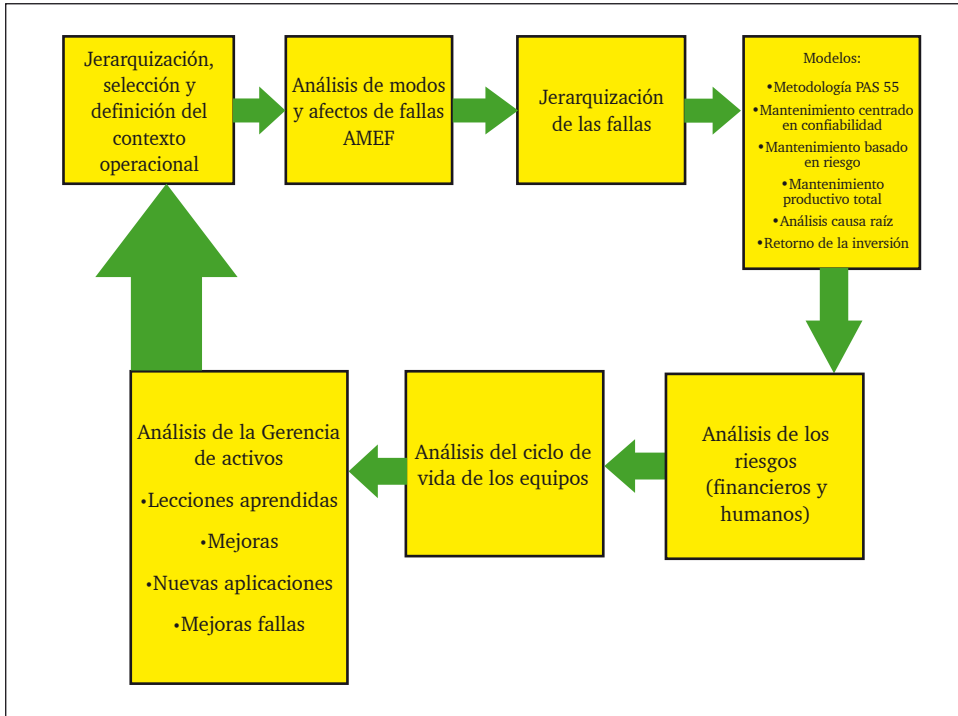 Jerarquización,
selección y
definición del
contexto
operacional
Análisis de modos
y afectos de fallas
AMEF
Jerarquización
de las fallas
Modelos:
•Metodología PAS 55
•Mantenimiento centrado
en confiabilidad
•Mantenimiento basado
en riesgo
•Mantenimiento
productivo total
•Análisis causa raíz
•Retorno de la inversión
Análisis de los
riesgos
(financieros y
humanos)
Análisis del ciclo de
vida de los equipos
Análisis de la Gerencia
de activos
•Lecciones aprendidas
•Mejoras
•Nuevas aplicaciones
•Mejoras fallas